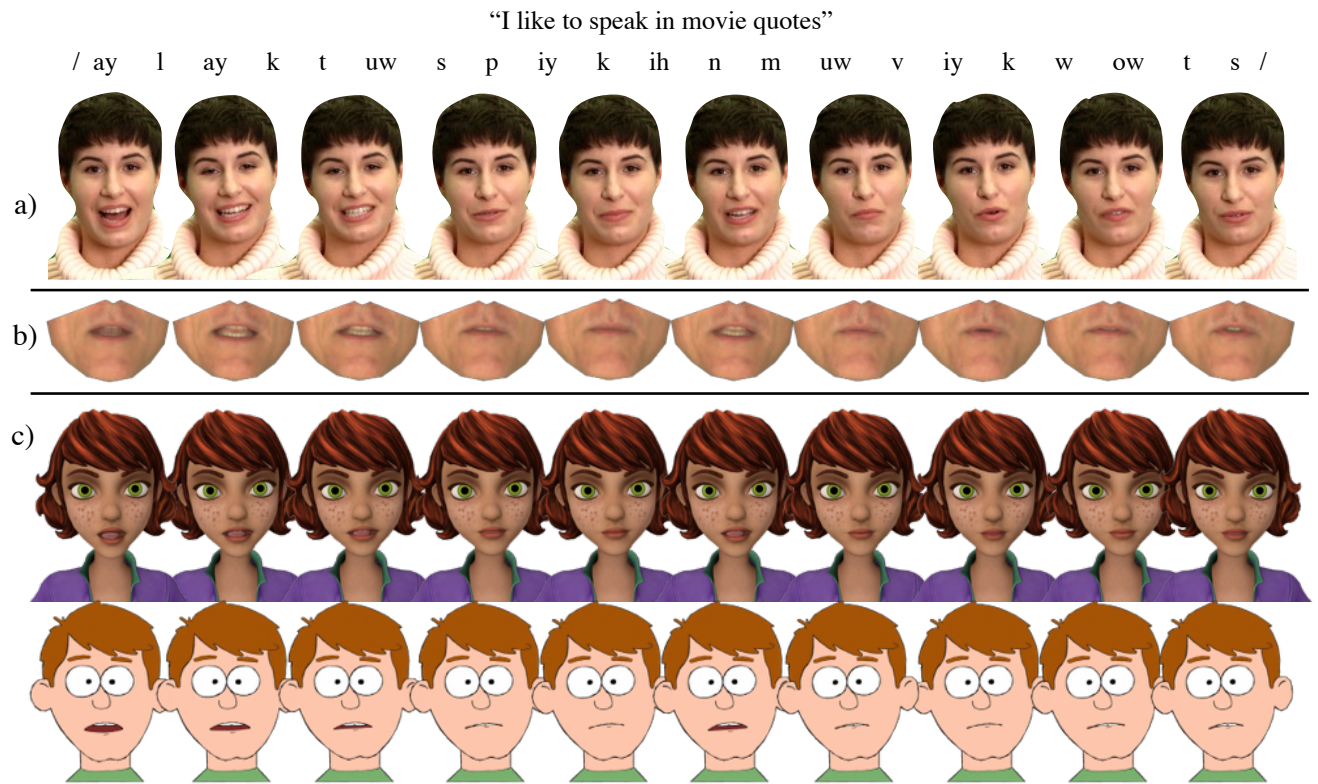 “I like to speak in movie quotes”
/ ay l ay k t uw s p iy k ih n m uw v iy k w ow t s /
a)
b)
c)